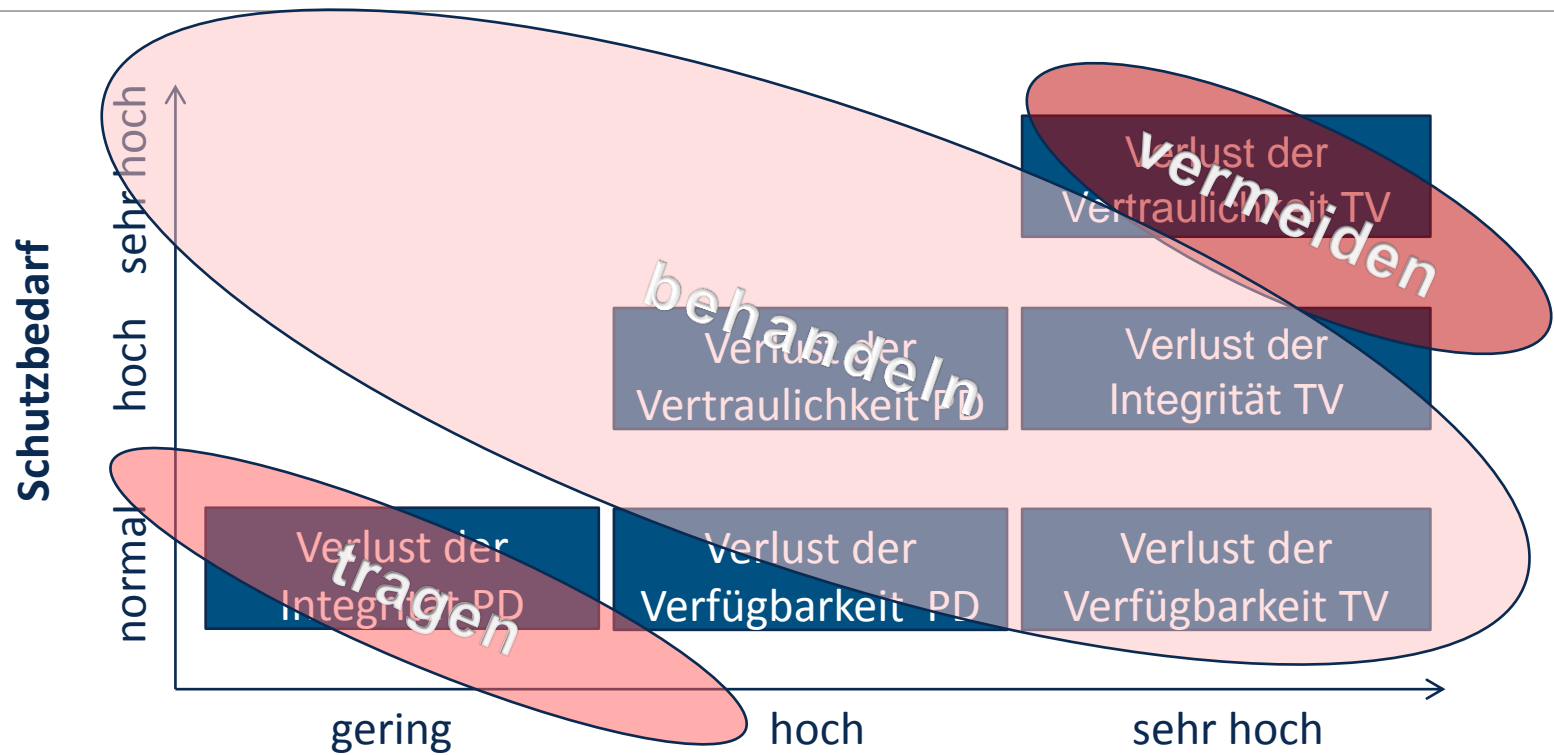 Schutzbedarf
sehr hoch
hoch
normal
Verlust der
Vertraulichkeit TV
vermeiden
behandeln
Verlust der
Vertraulichkeit PD
Verlust der
Integrität TV
Verlust der
Integrität PD
tragen
Verlust der
Verfügbarkeit PD
Verlust der
Verfügbarkeit TV
gering
hoch
sehr hoch